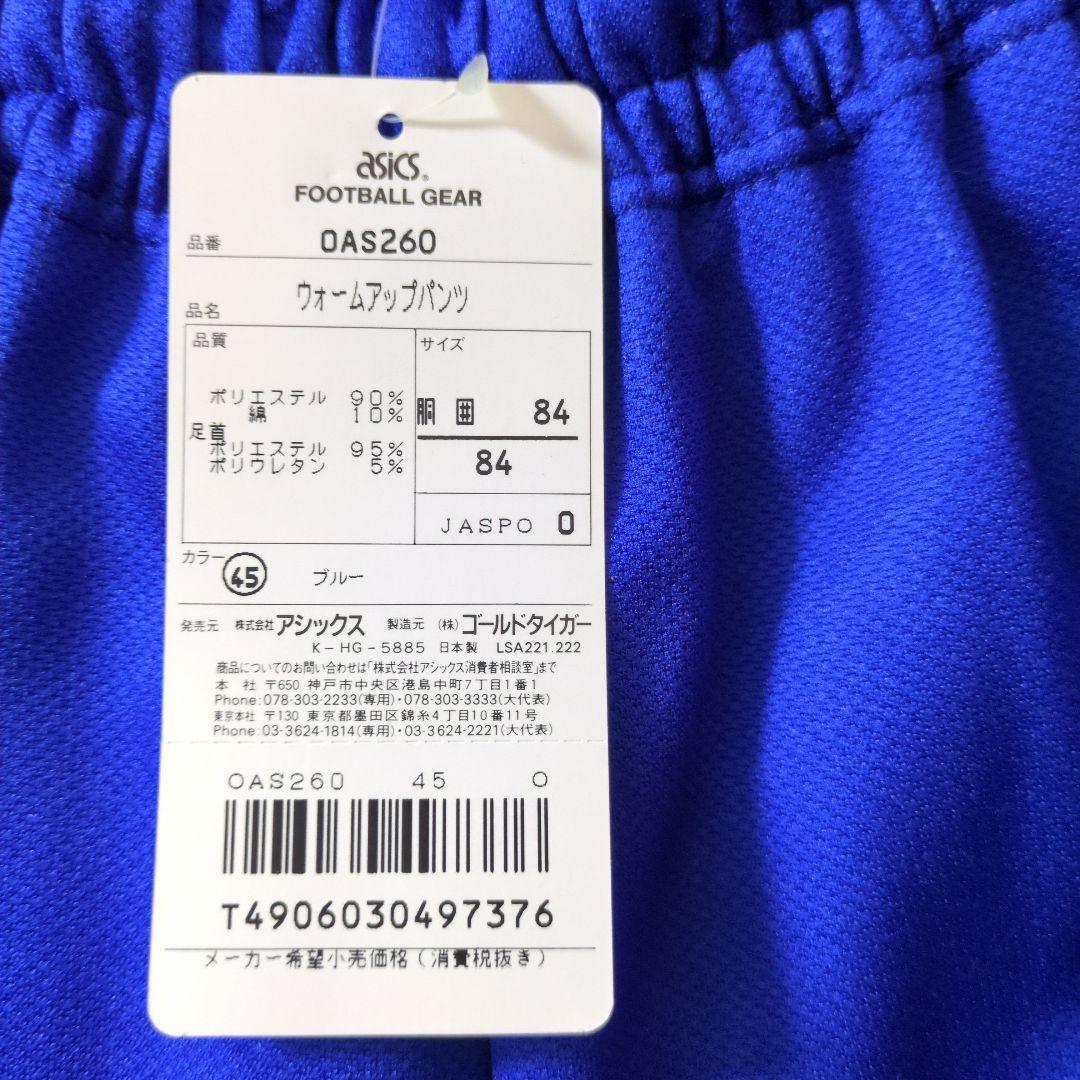 asics®
FOOTBALL GEAR
品番 OAS260
品名 ウォームアップパンツ
品質
ポリエステル 90%
綿 10%
足首
ポリエステル 95%
ポリウレタン 5%
サイズ
胴囲 84
84
JASPO O
カラー 45 ブルー
発売元 株式会社アシックス 製造元 (株)ゴールドタイガー
K-HG-5885 日本製 LSA221.222
商品についてのお問い合わせは「株式会社アシックス消費者相談室」まで
本社 〒650 神戸市中央区港島中町7丁目1番1
Phone:078-303-2233(専用)・078-303-3333(大代表)
東京本社 〒130 東京都墨田区錦糸4丁目10番11号
Phone:03-3624-1814(専用)・03-3624-2221(大代表)
OAS260 45 O
T4906030497376
メーカー希望小売価格(消費税抜き)